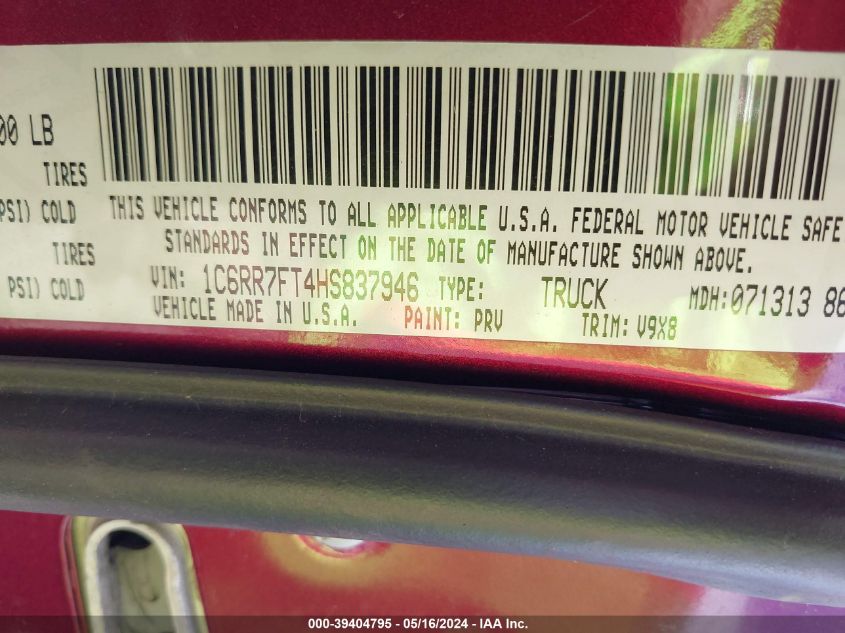 00 LB
TIRES
PSI) COLD
TIRES
PSI) COLD
THIS VEHICLE CONFORMS TO ALL APPLICABLE U.S.A. FEDERAL MOTOR VEHICLE SAFE
STANDARDS IN EFFECT ON THE DATE OF MANUFACTURE SHOWN ABOVE.
VIN: 1C6RR7FT4HS837946 TYPE: TRUCK MDH:071313 86
VEHICLE MADE IN U.S.A. PAINT: PRV TRIM: V9X8
000-39404795 - 05/16/2024 - IAA Inc.